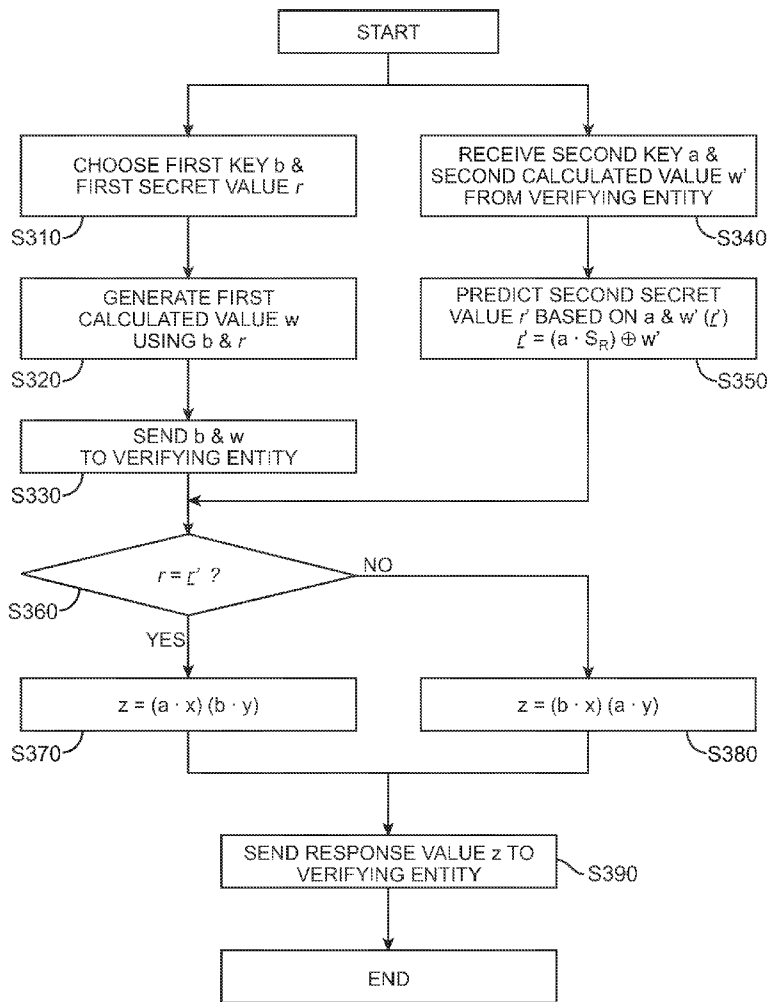 START
CHOOSE FIRST KEY b &
FIRST SECRET VALUE r
S310
RECEIVE SECOND KEY a &
SECOND CALCULATED VALUE w'
FROM VERIFYING ENTITY
S340
GENERATE FIRST
CALCULATED VALUE w
USING b & r
S320
PREDICT SECOND SECRET
VALUE r' BASED ON a & w' (r')
r' = (a · SR) ⊕ w'
S350
SEND b & w
TO VERIFYING ENTITY
S330
r = r' ?
NO
S360
YES
z = (a · x) (b · y)
S370
z = (b · x) (a · y)
S380
SEND RESPONSE VALUE z TO
VERIFYING ENTITY
S390
END